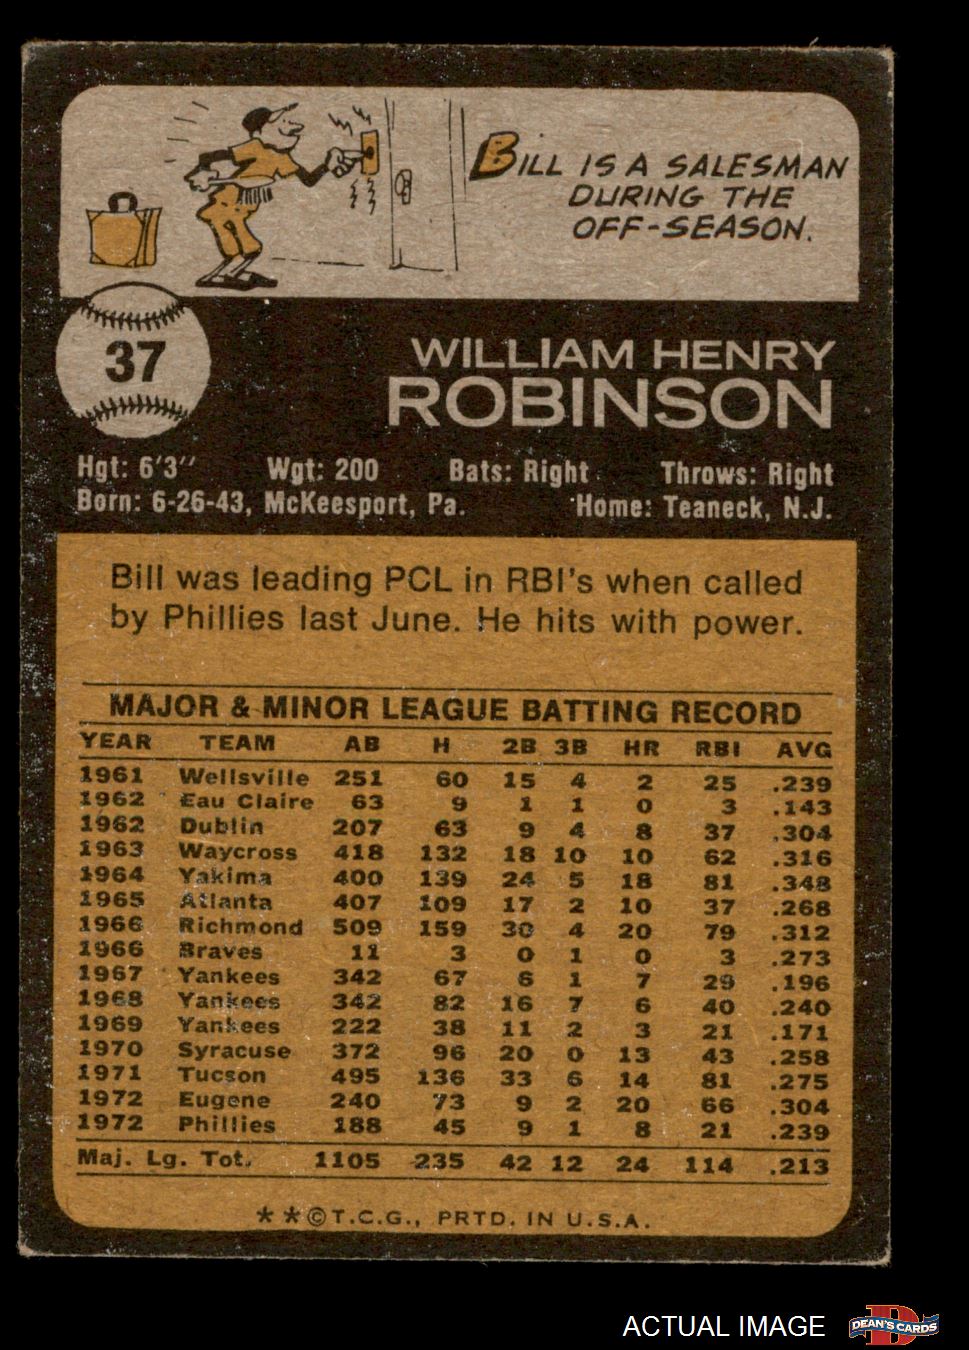 BILL IS A SALESMAN
DURING THE
OFF-SEASON.
37
WILLIAM HENRY
ROBINSON
Hgt: 6'3" Wgt: 200 Bats: Right Throws: Right
Born: 6-26-43, McKeesport, Pa. Home: Teaneck, N.J.
Bill was leading PCL in RBI's when called
by Phillies last June. He hits with power.
MAJOR & MINOR LEAGUE BATTING RECORD
YEAR TEAM AB H 2B 3B HR RBI AVG
1961 Wellsville 251 60 15 4 2 25 .239
1962 Eau Claire 63 9 1 1 0 3 .143
1962 Dublin 207 63 9 4 8 37 .304
1963 Waycross 418 132 18 10 10 62 .316
1964 Yakima 400 139 24 5 18 81 .348
1965 Atlanta 407 109 17 2 10 37 .268
1966 Richmond 509 159 30 4 20 79 .312
1966 Braves 11 3 0 1 0 3 .273
1967 Yankees 342 67 6 1 7 29 .196
1968 Yankees 342 82 16 7 6 40 .240
1969 Yankees 222 38 11 2 3 21 .171
1970 Syracuse 372 96 20 0 13 43 .258
1971 Tucson 495 136 33 6 14 81 .275
1972 Eugene 240 73 9 2 20 66 .304
1972 Phillies 188 45 9 1 8 21 .239
Maj. Lg. Tot. 1105 235 42 12 24 114 .213
**©T.C.G., PRTD. IN U.S.A.
ACTUAL IMAGE
D
DEAN'S CARDS